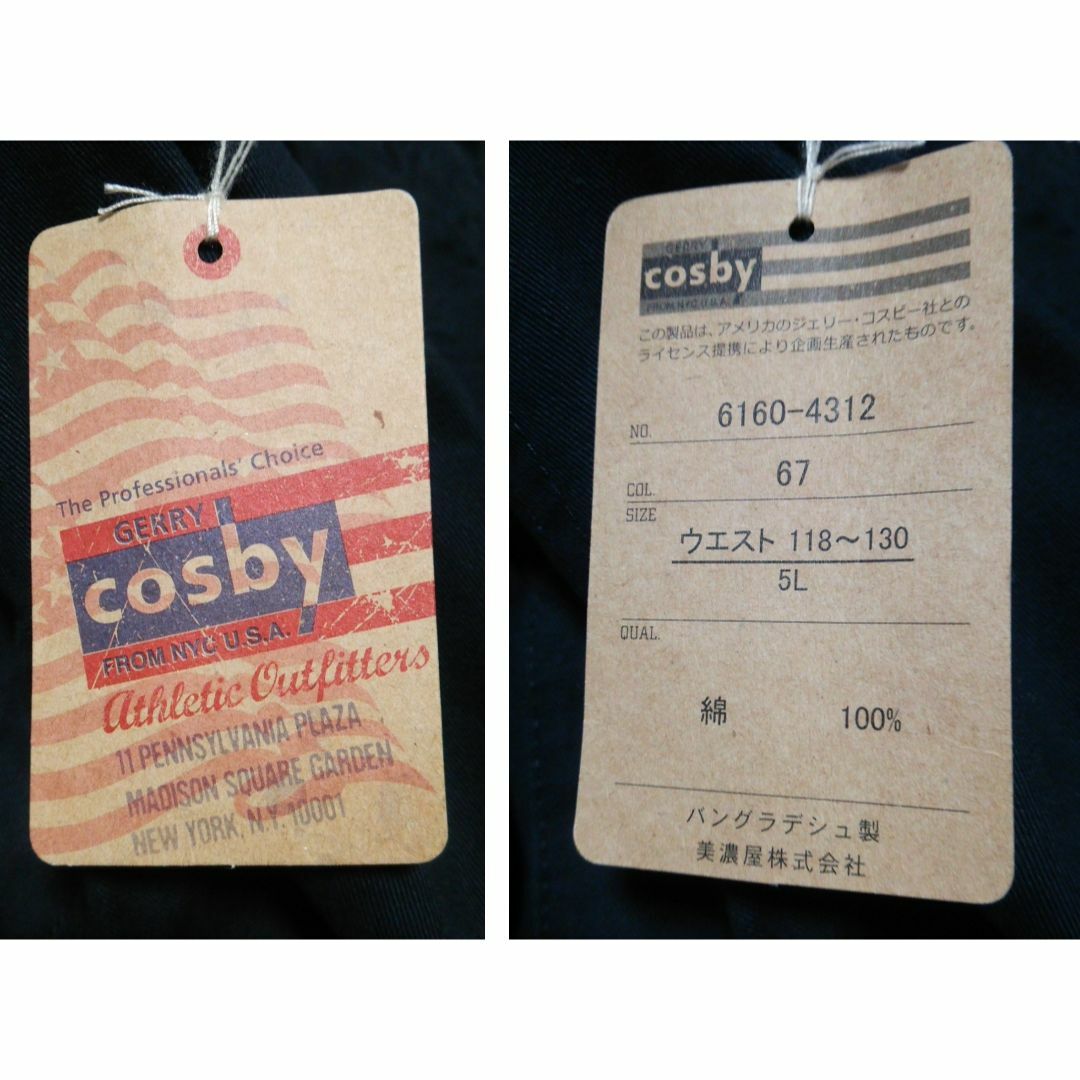 The Professionals' Choice
GERRY
cosby
FROM NYC U.S.A.
Athletic Outfitters
11 PENNSYLVANIA PLAZA
MADISON SQUARE GARDEN
NEW YORK, N.Y. 10001
GERRY
cosby
FROM NYC U.S.A.
この製品は、アメリカのジェリー・コスビー社との
ライセンス提携により企画生産されたものです。
NO. 6160-4312
COL. 67
SIZE
ウエスト 118～130
5L
QUAL.
綿 100%
バングラデシュ製
美濃屋株式会社